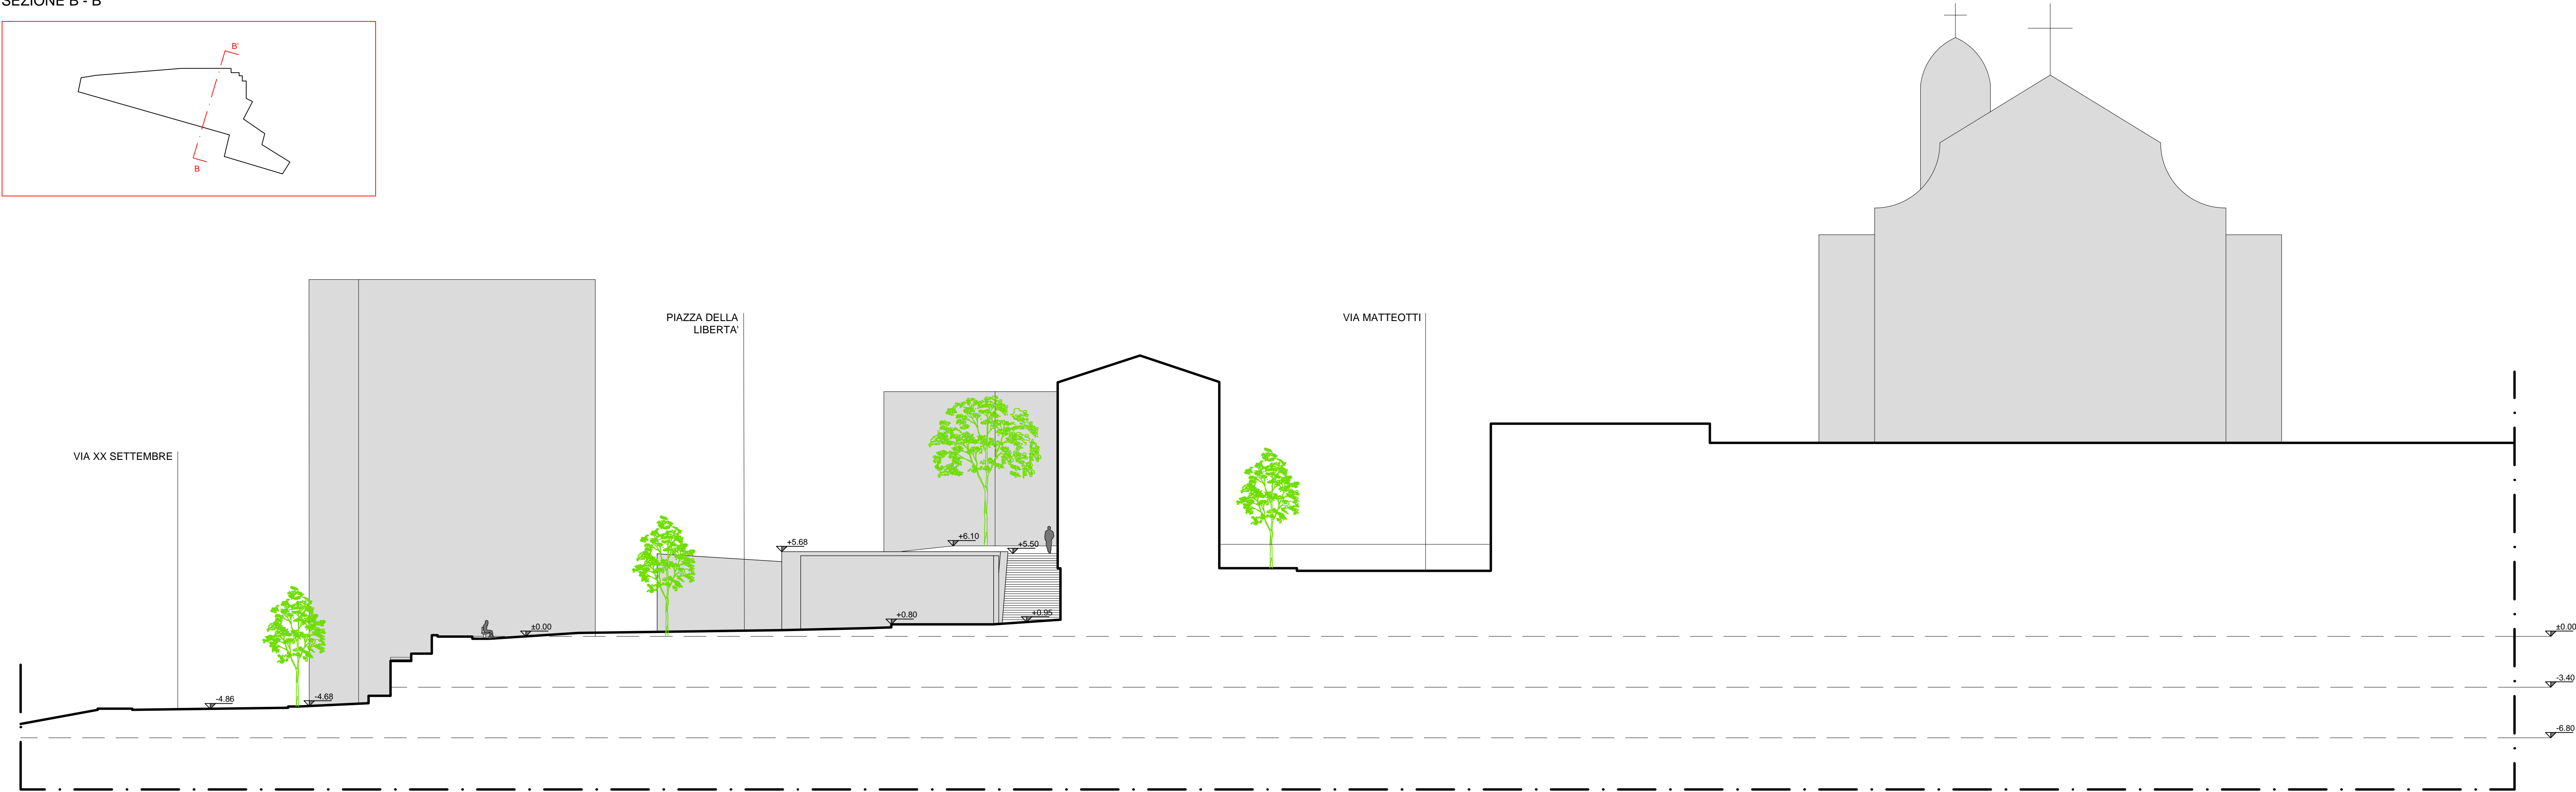 SEZIONE B - B'
B'
B
PIAZZA DELLA
LIBERTA'
VIA MATTEOTTI
VIA XX SETTEMBRE
+5.68
+6.10
+5.50
+0.80
+0.95
±0.00
±0.00
-4.86
-4.68
-3.40
-6.80